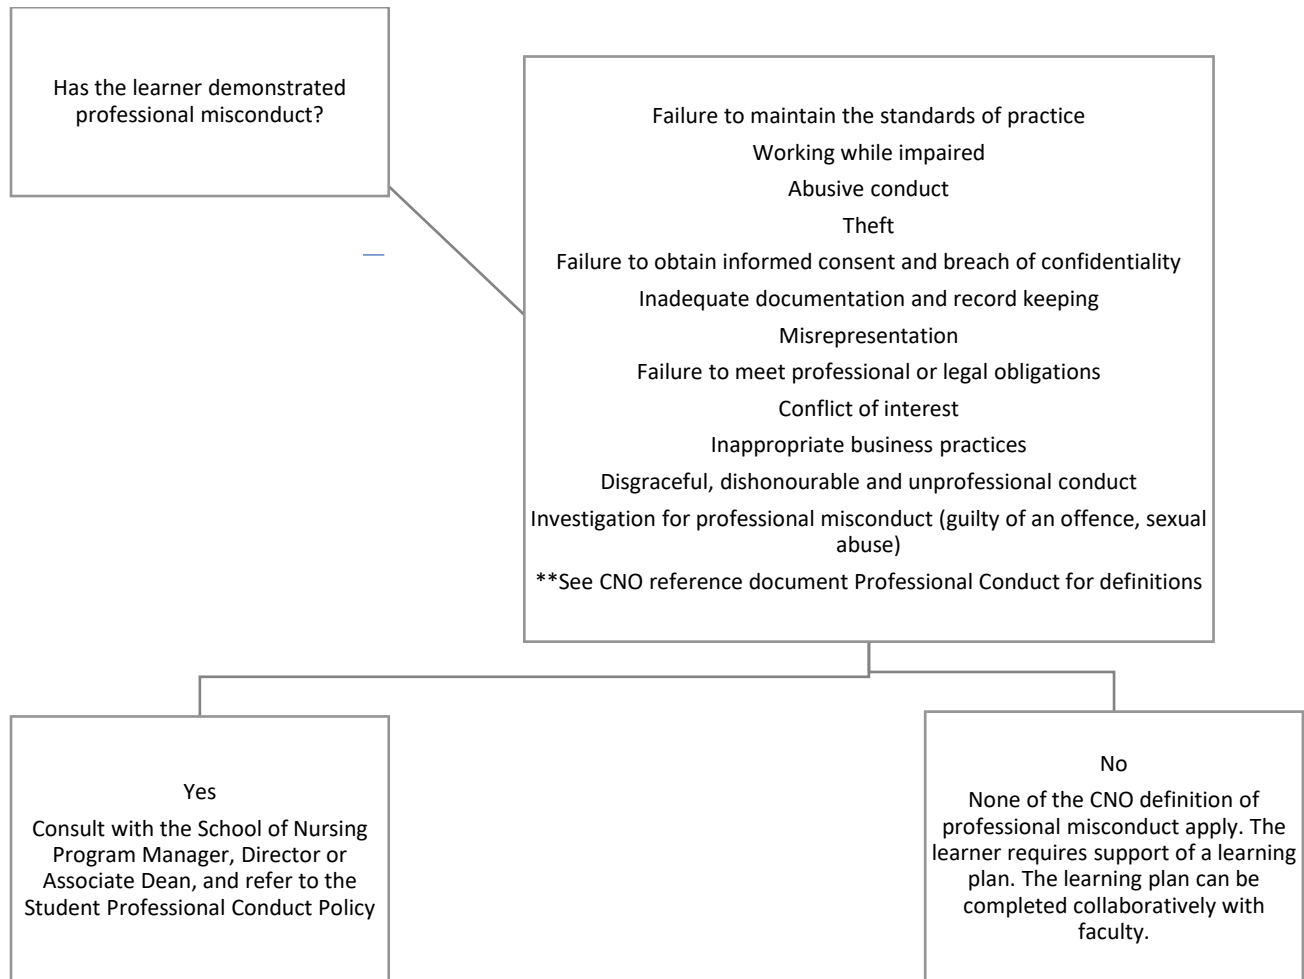 Has the learner demonstrated
professional misconduct?
Failure to maintain the standards of practice
Working while impaired
Abusive conduct
Theft
Failure to obtain informed consent and breach of confidentiality
Inadequate documentation and record keeping
Misrepresentation
Failure to meet professional or legal obligations
Conflict of interest
Inappropriate business practices
Disgraceful, dishonourable and unprofessional conduct
Investigation for professional misconduct (guilty of an offence, sexual
abuse)
**See CNO reference document Professional Conduct for definitions
Yes
Consult with the School of Nursing
Program Manager, Director or
Associate Dean, and refer to the
Student Professional Conduct Policy
No
None of the CNO definition of
professional misconduct apply. The
learner requires support of a learning
plan. The learning plan can be
completed collaboratively with
faculty.